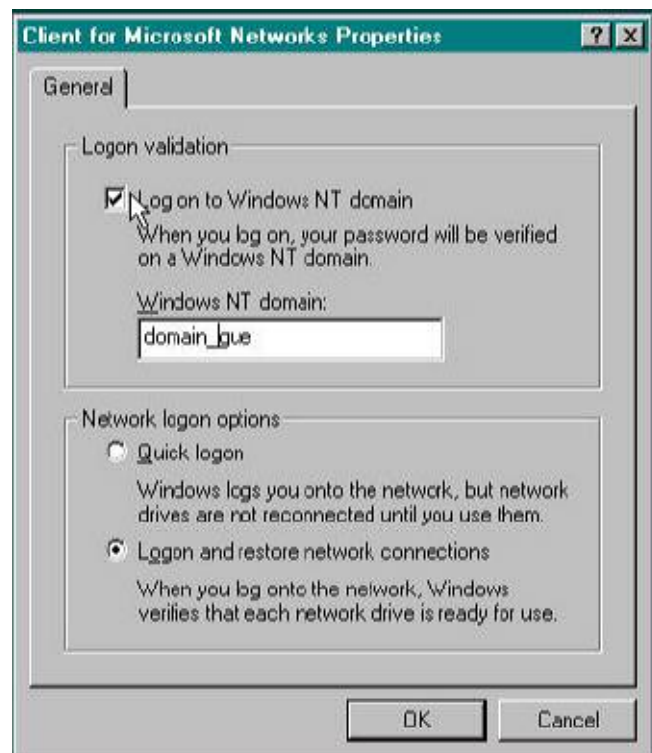 Client for Microsoft Networks Properties
General
Logon validation
Log on to Windows NT domain
When you log on, your password will be verified
on a Windows NT domain.
Windows NT domain:
domain_gue
Network logon options
Quick logon
Windows logs you onto the network, but network
drives are not reconnected until you use them.
Logon and restore network connections
When you log onto the network, Windows
verifies that each network drive is ready for use.
OK
Cancel